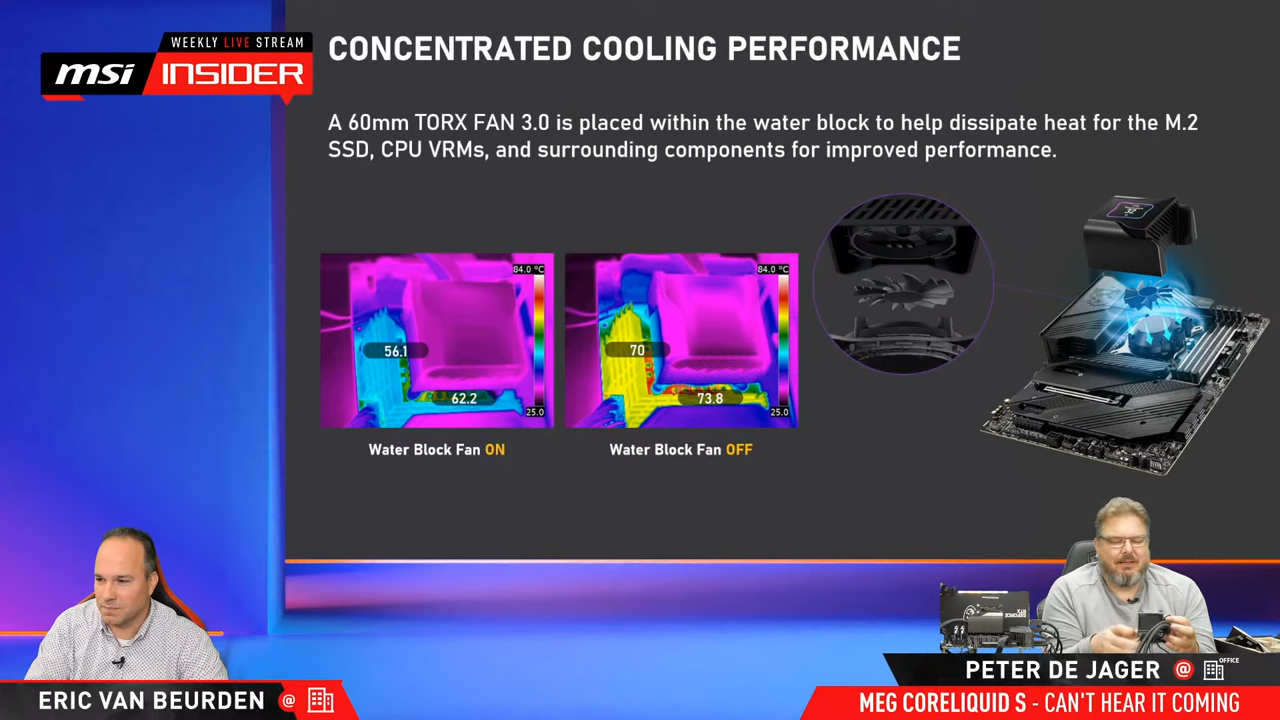 WEEKLY LIVE STREAM
msi INSIDER
CONCENTRATED COOLING PERFORMANCE
A 60mm TORX FAN 3.0 is placed within the water block to help dissipate heat for the M.2
SSD, CPU VRMs, and surrounding components for improved performance.
84.0 °C
56.1
62.2
25.0
84.0 °C
70
73.8
25.0
Water Block Fan ON
Water Block Fan OFF
GEFORCE RTX
PETER DE JAGER @ OFFICE
ERIC VAN BEURDEN @
MEG CORELIQUID S - CAN'T HEAR IT COMING